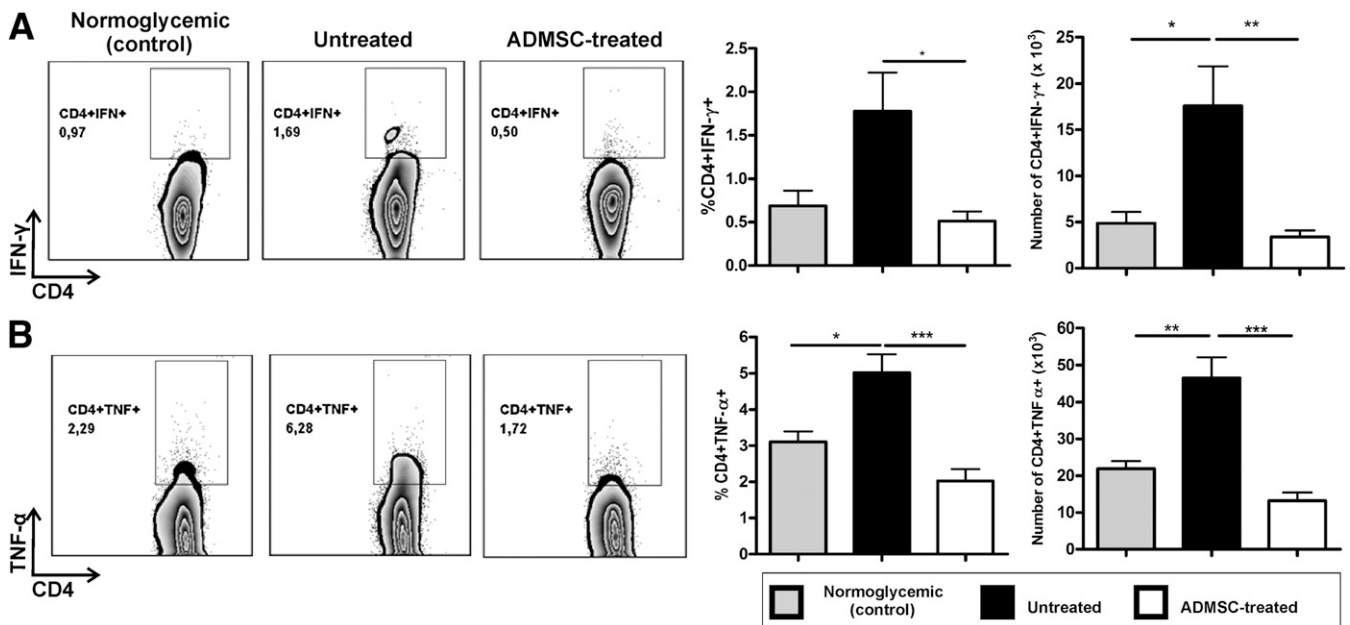 A
Normoglycemic
(control)
Untreated
ADMSC-treated
CD4+IFN+
0,97
CD4+IFN+
1,69
CD4+IFN+
0,50
IFN-γ
CD4
%CD4+IFN-γ+
2.5
2.0
1.5
1.0
0.5
0.0
*
Number of CD4+IFN-γ+ (x 10³)
25
20
15
10
5
0
*
**
B
CD4+TNF+
2,29
CD4+TNF+
6,28
CD4+TNF+
1,72
TNF-α
CD4
% CD4+TNF-α+
6
5
4
3
2
1
0
*
***
Number of CD4+TNF α+ (x10³)
60
50
40
30
20
10
0
**
***
Normoglycemic
(control)
Untreated
ADMSC-treated